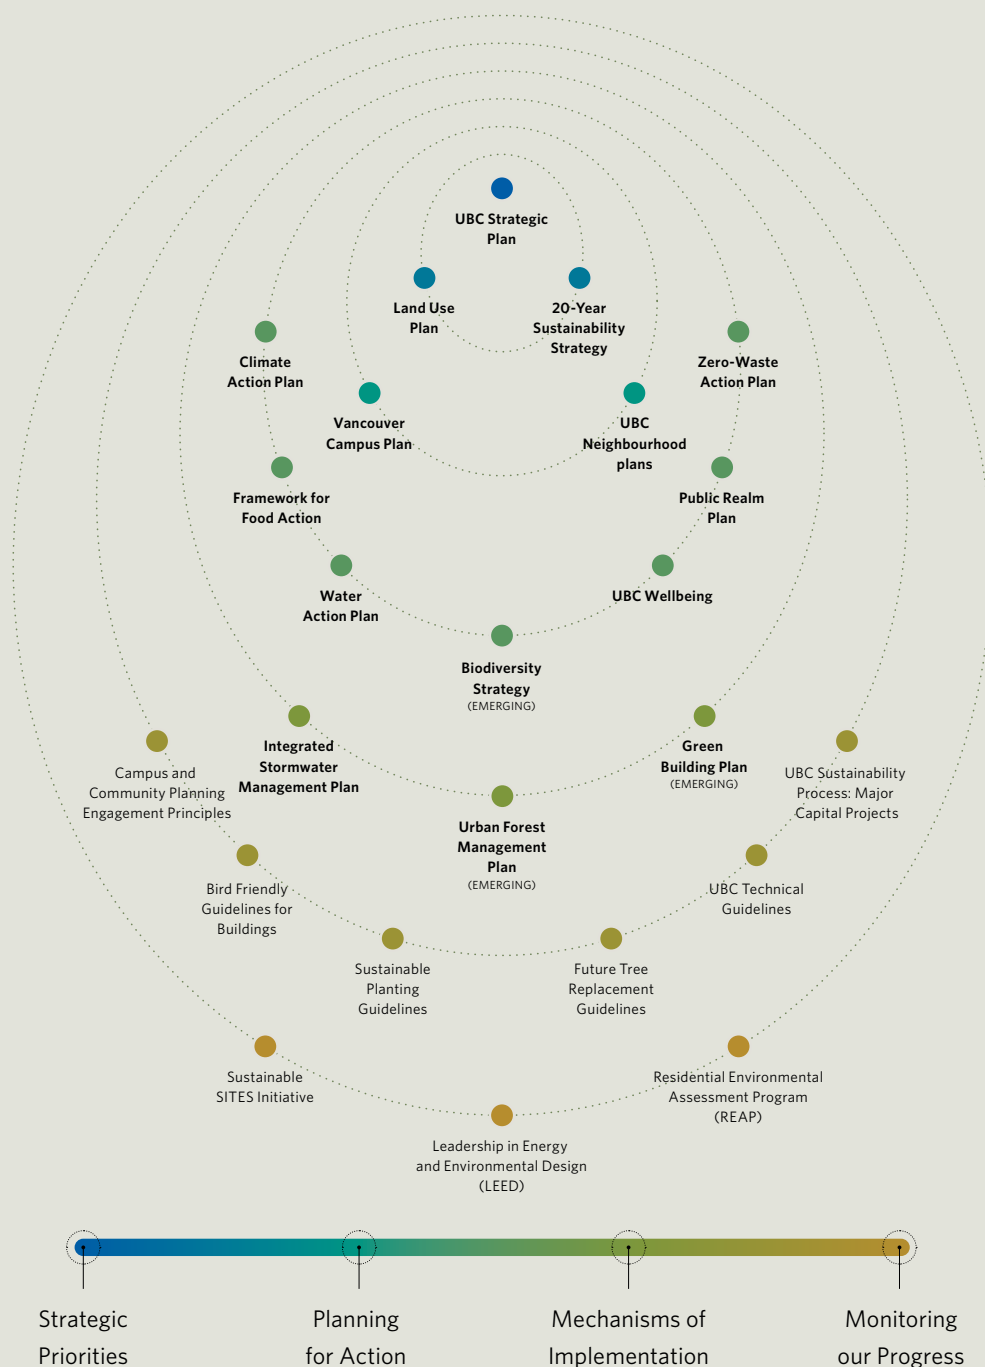 UBC Strategic
Plan
Land Use
Plan
20-Year
Sustainability
Strategy
Climate
Action Plan
Zero-Waste
Action Plan
Vancouver
Campus Plan
UBC
Neighbourhood
plans
Framework for
Food Action
Public Realm
Plan
Water
Action Plan
UBC Wellbeing
Biodiversity
Strategy
(EMERGING)
Integrated
Stormwater
Management Plan
Green
Building Plan
(EMERGING)
Campus and
Community Planning
Engagement Principles
UBC Sustainability
Process: Major
Capital Projects
Urban Forest
Management
Plan
(EMERGING)
Bird Friendly
Guidelines for
Buildings
UBC Technical
Guidelines
Sustainable
Planting
Guidelines
Future Tree
Replacement
Guidelines
Sustainable
SITES Initiative
Residential Environmental
Assessment Program
(REAP)
Leadership in Energy
and Environmental Design
(LEED)
Strategic
Priorities
Planning
for Action
Mechanisms of
Implementation
Monitoring
our Progress